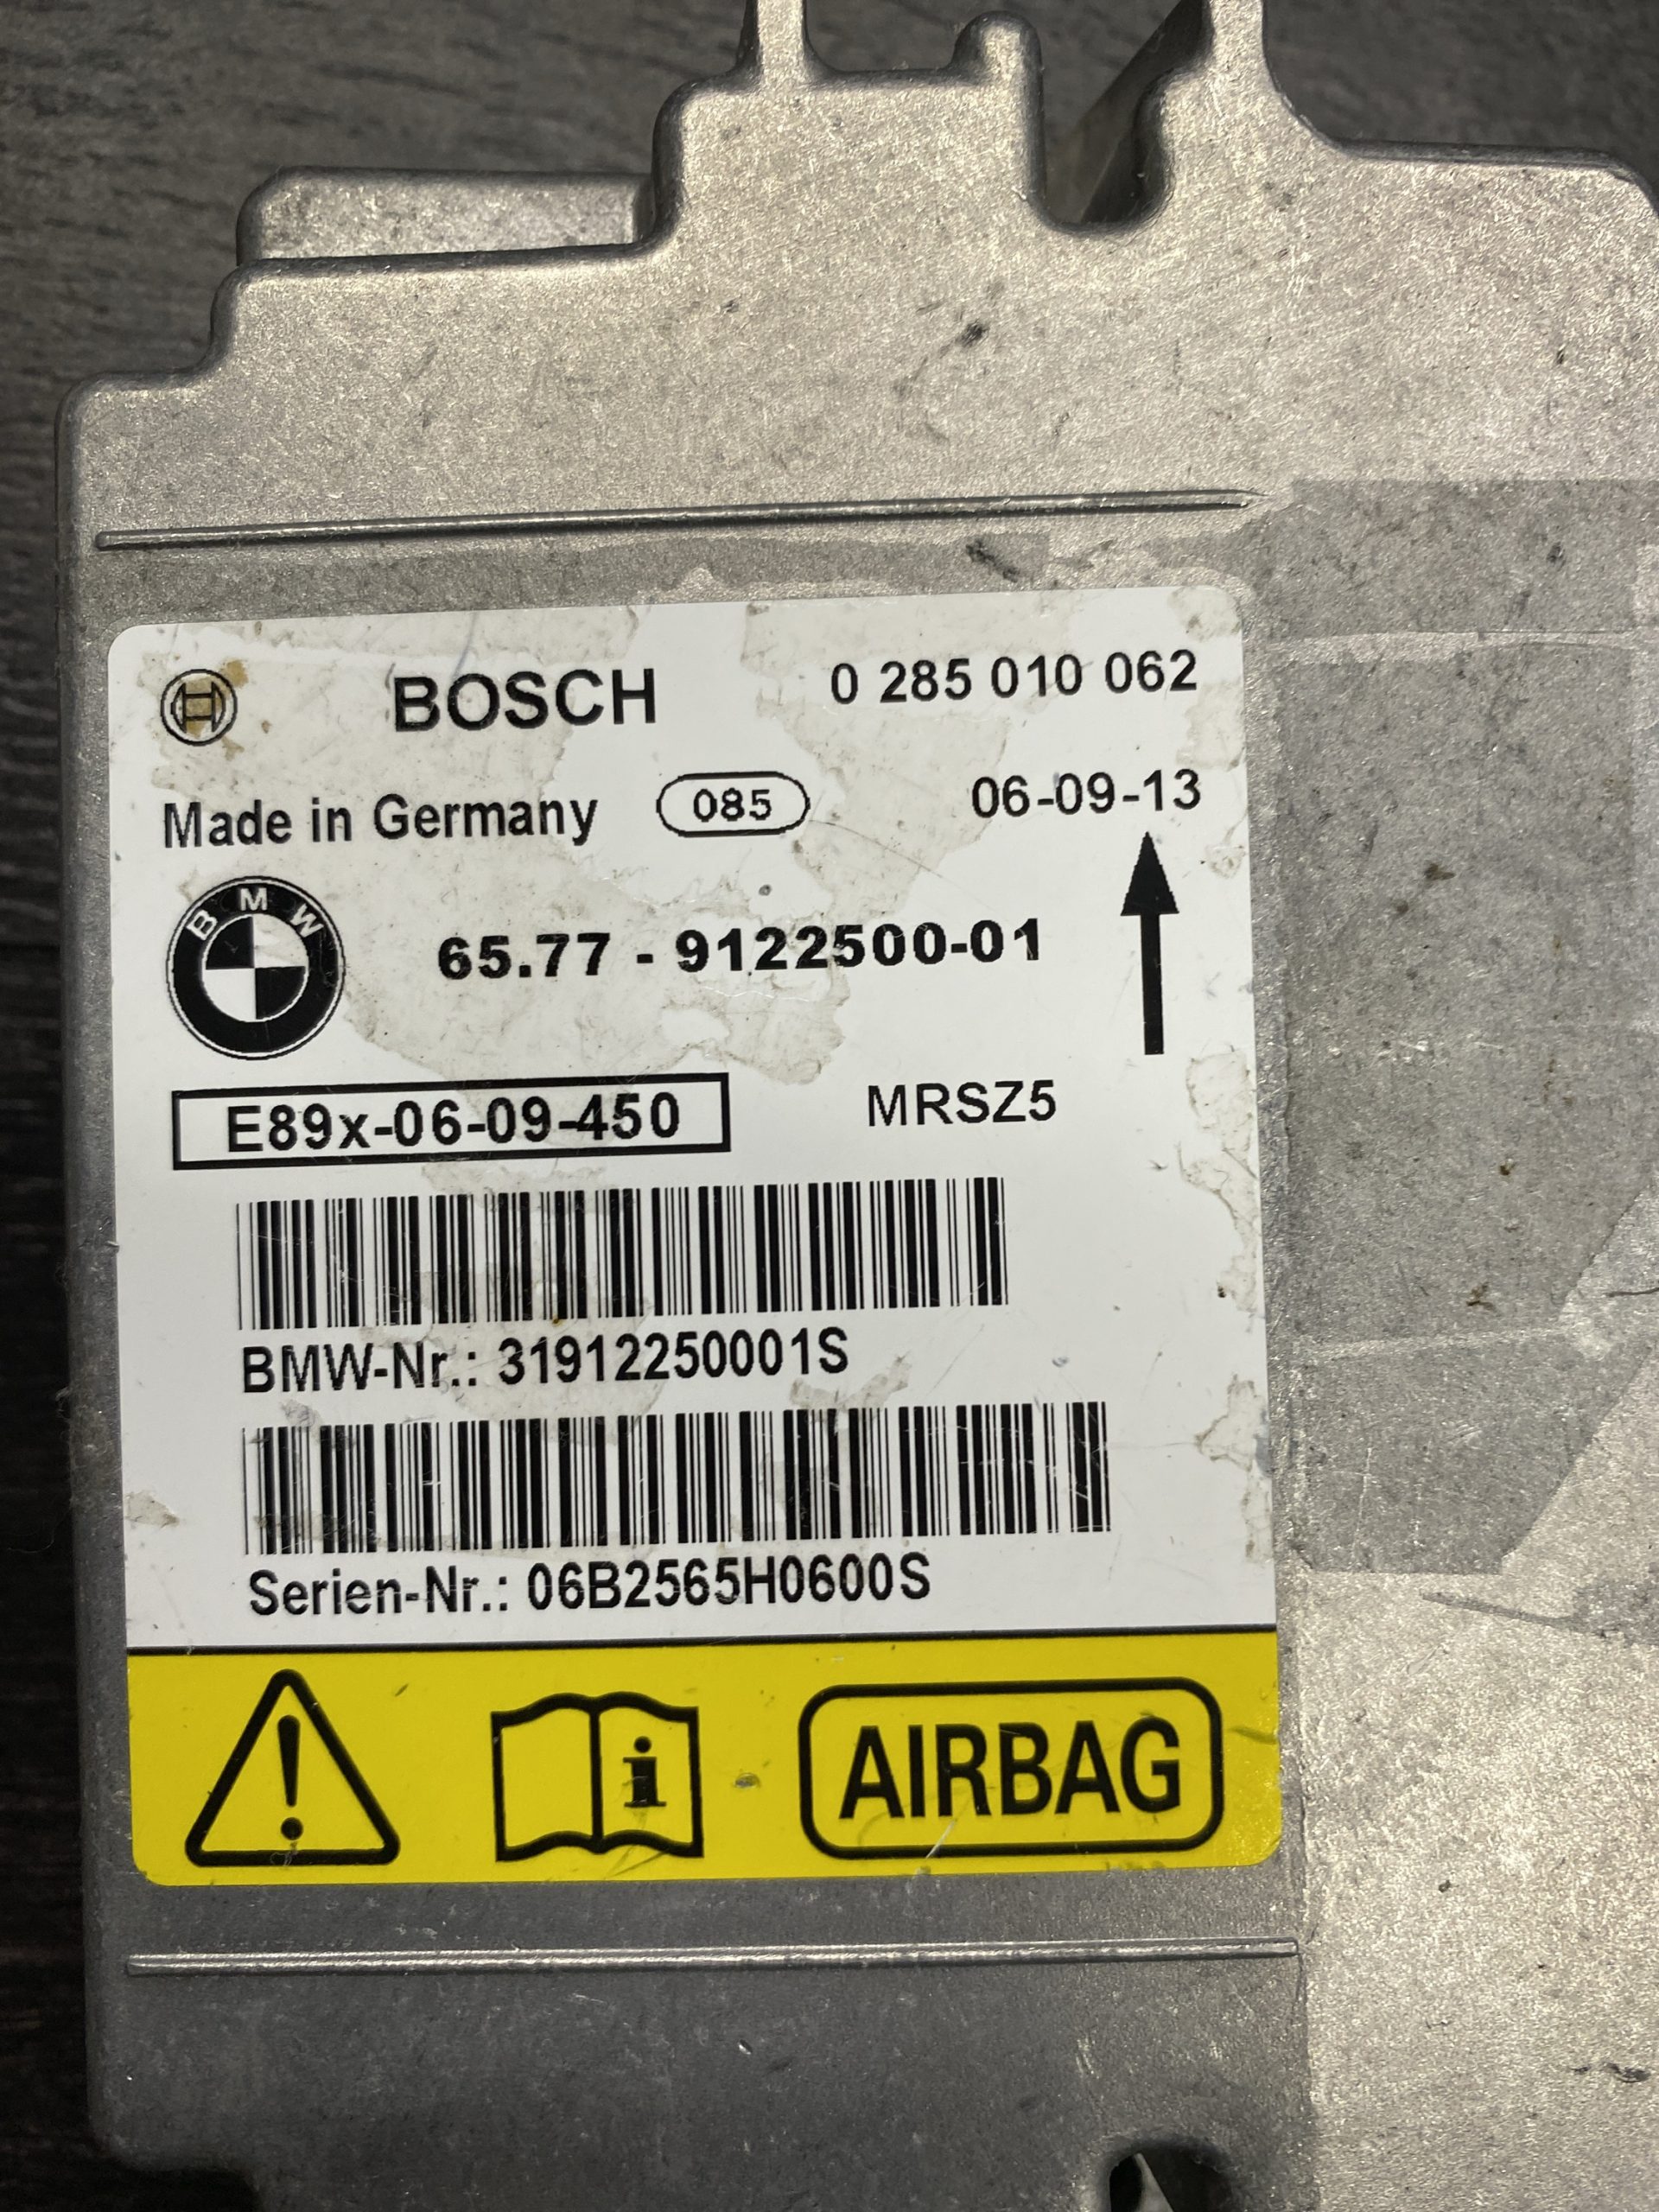 BOSCH 0 285 010 062
Made in Germany 085 06-09-13
BMW 65.77 - 9122500-01
E89x-06-09-450 MRSZ5
BMW-Nr.: 31912250001S
Serien-Nr.: 06B2565H0600S
! i AIRBAG